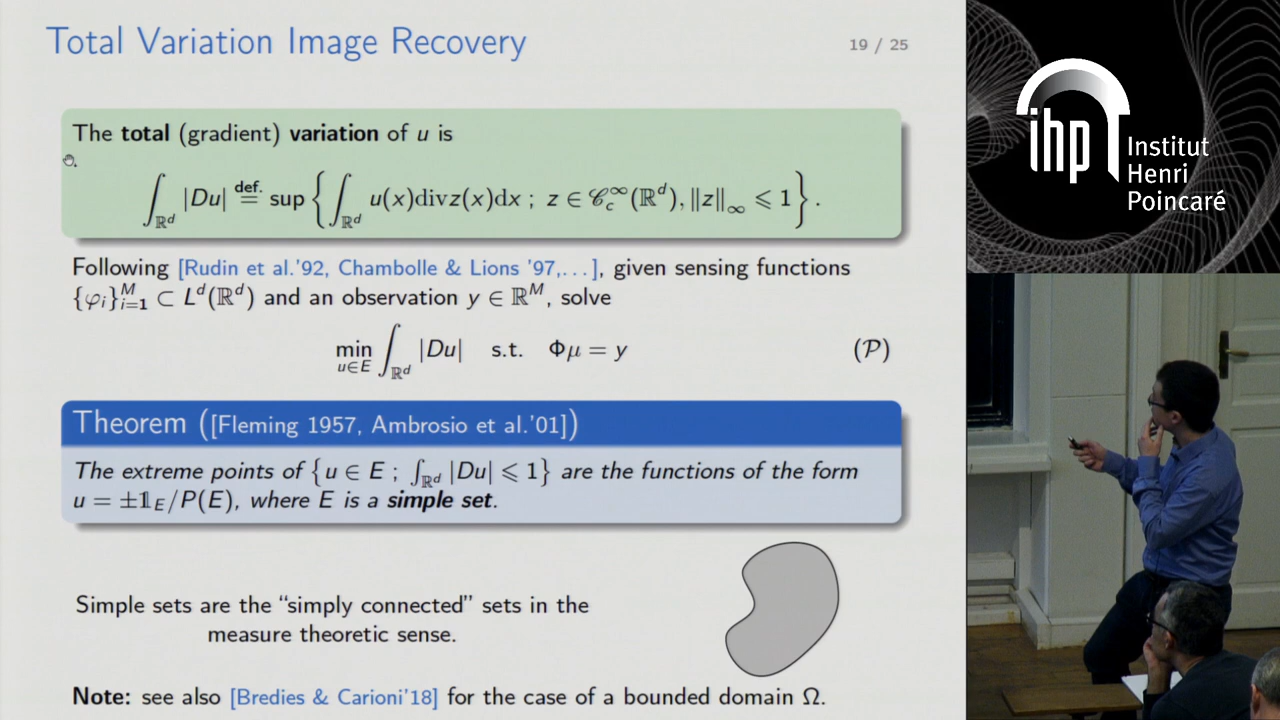 Total Variation Image Recovery
19 / 25
The total (gradient) variation of u is
∫_{ℝ^d} |Du| def. = sup { ∫_{ℝ^d} u(x)divz(x)dx ; z ∈ 𝒞_c^∞(ℝ^d), ‖z‖_∞ ⩽ 1 } .
Following [Rudin et al.'92, Chambolle & Lions '97,...], given sensing functions
{φ_i}_{i=1}^M ⊂ L^d(ℝ^d) and an observation y ∈ ℝ^M, solve
min_{u∈E} ∫_{ℝ^d} |Du| s.t. Φμ = y (𝒫)
Theorem ([Fleming 1957, Ambrosio et al.'01])
The extreme points of {u ∈ E ; ∫_{ℝ^d} |Du| ⩽ 1} are the functions of the form
u = ±𝟙_E/P(E), where E is a simple set.
Simple sets are the “simply connected” sets in the
measure theoretic sense.
Note: see also [Bredies & Carioni'18] for the case of a bounded domain Ω.
ihp
Institut
Henri
Poincaré